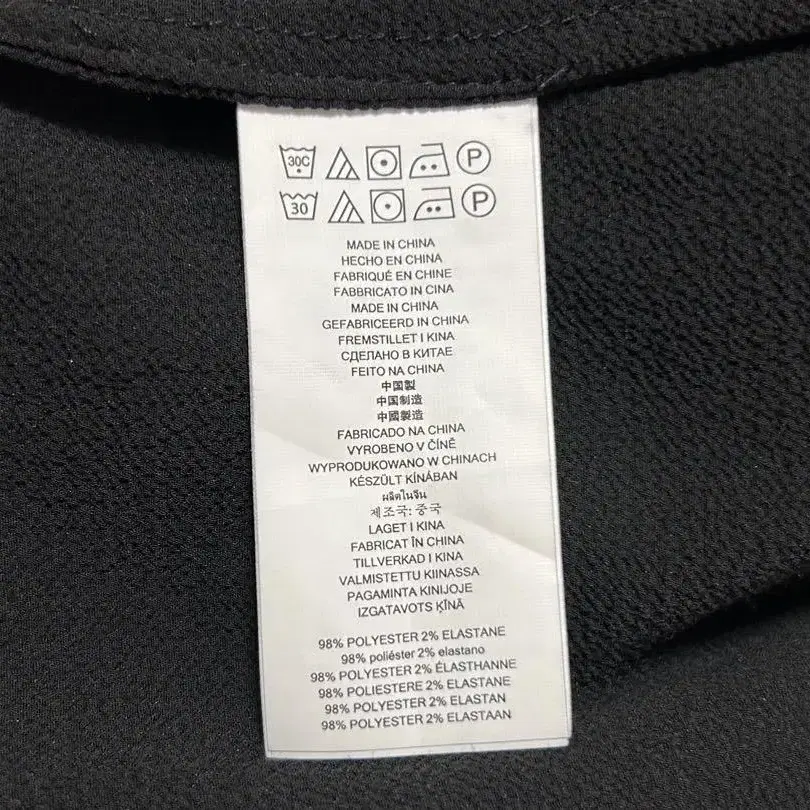 30C P
30 P
MADE IN CHINA
HECHO EN CHINA
FABRIQUÉ EN CHINE
FABBRICATO IN CINA
MADE IN CHINA
GEFABRICEERD IN CHINA
FREMSTILLET I KINA
СДЕЛАНО В КИТАЕ
FEITO NA CHINA
中国製
中国制造
中國製造
FABRICADO NA CHINA
VYROBENO V ČÍNĚ
WYPRODUKOWANO W CHINACH
KÉSZÜLT KÍNÁBAN
ผลิตในจีน
제조국: 중국
LAGET I KINA
FABRICAT ÎN CHINA
TILLVERKAD I KINA
VALMISTETTU KIINASSA
PAGAMINTA KINIJOJE
IZGATAVOTS ĶĪNĀ
98% POLYESTER 2% ELASTANE
98% poliéster 2% elastano
98% POLYESTER 2% ÉLASTHANNE
98% POLIESTERE 2% ELASTANE
98% POLYESTER 2% ELASTAN
98% POLYESTER 2% ELASTAAN